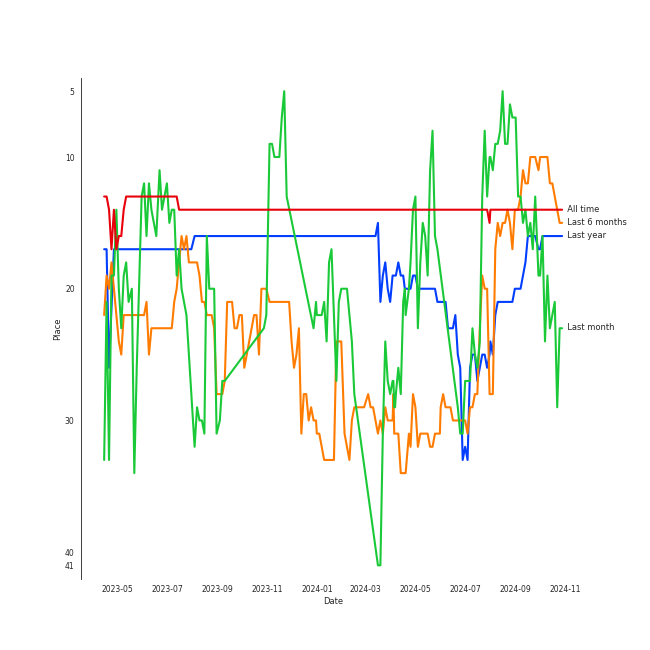 5
10
20
30
40
41
Place
2023-05
2023-07
2023-09
2023-11
2024-01
2024-03
2024-05
2024-07
2024-09
2024-11
Date
All time
Last 6 months
Last year
Last month